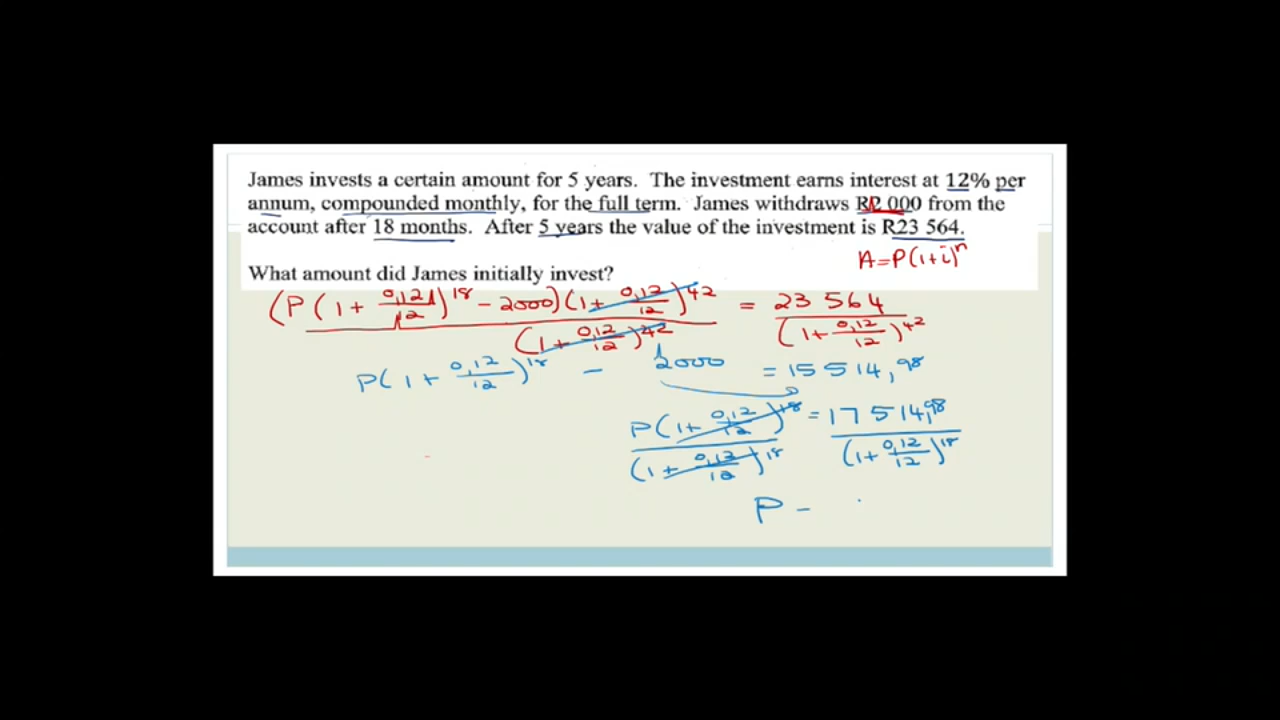 James invests a certain amount for 5 years. The investment earns interest at 12% per
annum, compounded monthly, for the full term. James withdraws R2 000 from the
account after 18 months. After 5 years the value of the investment is R23 564.
A=P(1+i)^n
What amount did James initially invest?
(P(1+ 0,12/12)^18 - 2000)(1+ 0,12/12)^42 = 23 564
(1+ 0,12/12)^42 (1+ 0,12/12)^42
P(1+ 0,12/12)^18 - 2000 = 15 514,98
P(1+ 0,12/12)^18 = 17 514,98
(1+ 0,12/12)^18 (1+ 0,12/12)^18
P -